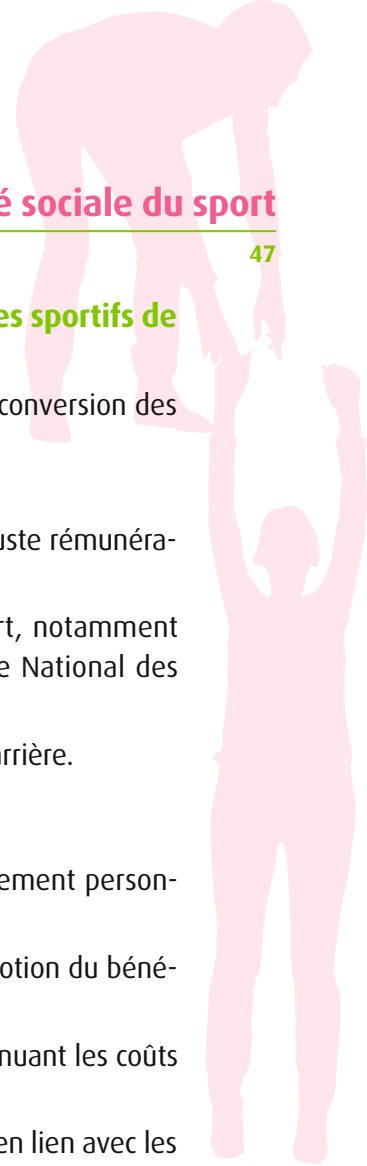 é sociale du sport
47
es sportifs de
conversion des
uste rémunéra-
rt, notamment
e National des
arrière.
ement person-
otion du béné-
nuant les coûts
en lien avec les